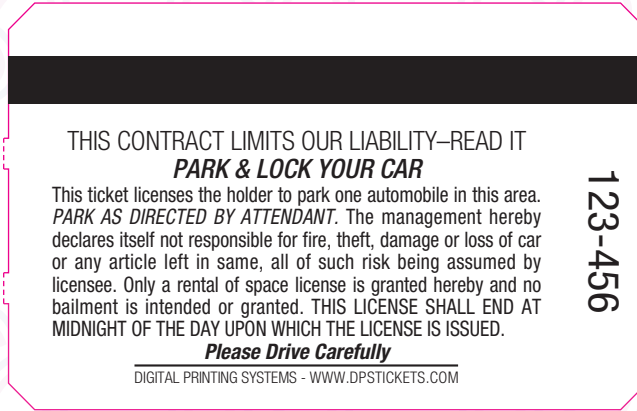 THIS CONTRACT LIMITS OUR LIABILITY–READ IT
PARK & LOCK YOUR CAR
This ticket licenses the holder to park one automobile in this area.
PARK AS DIRECTED BY ATTENDANT. The management hereby
declares itself not responsible for fire, theft, damage or loss of car
or any article left in same, all of such risk being assumed by
licensee. Only a rental of space license is granted hereby and no
bailment is intended or granted. THIS LICENSE SHALL END AT
MIDNIGHT OF THE DAY UPON WHICH THE LICENSE IS ISSUED.
Please Drive Carefully
DIGITAL PRINTING SYSTEMS - WWW.DPSTICKETS.COM
123-456